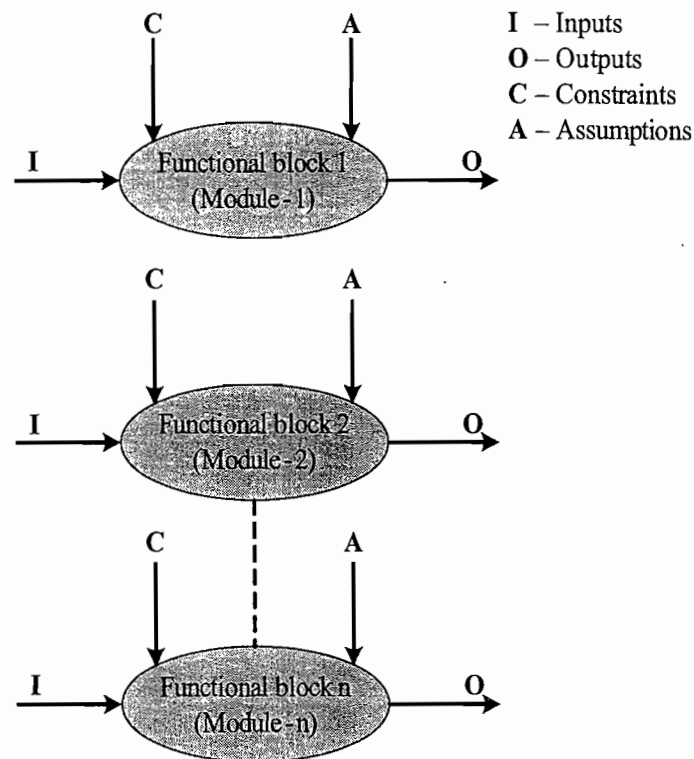 C A
I – Inputs
O – Outputs
C – Constraints
A – Assumptions
I
Functional block 1
(Module - 1)
O
C A
I
Functional block 2
(Module - 2)
O
C A
I
Functional block n
(Module - n)
O